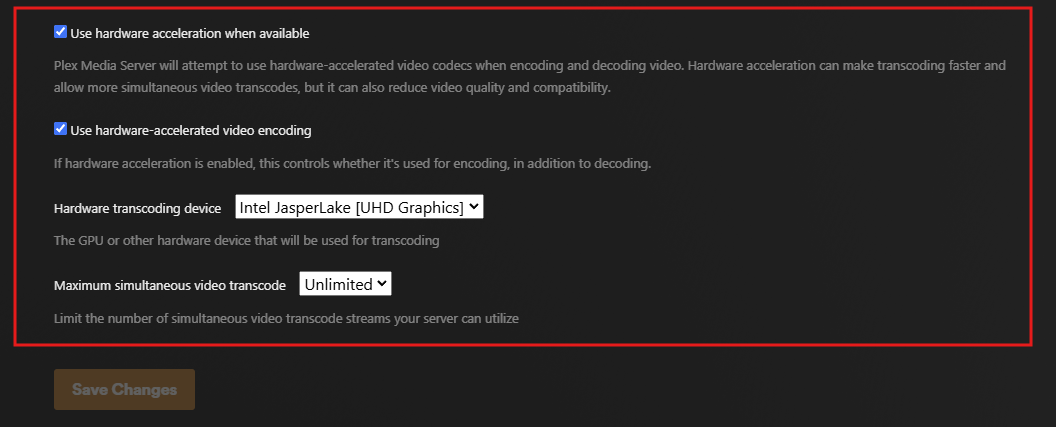 Use hardware acceleration when available
Plex Media Server will attempt to use hardware-accelerated video codecs when encoding and decoding video. Hardware acceleration can make transcoding faster and
allow more simultaneous video transcodes, but it can also reduce video quality and compatibility.
Use hardware-accelerated video encoding
If hardware acceleration is enabled, this controls whether it's used for encoding, in addition to decoding.
Hardware transcoding device Intel JasperLake [UHD Graphics]
The GPU or other hardware device that will be used for transcoding
Maximum simultaneous video transcode Unlimited
Limit the number of simultaneous video transcode streams your server can utilize
Save Changes